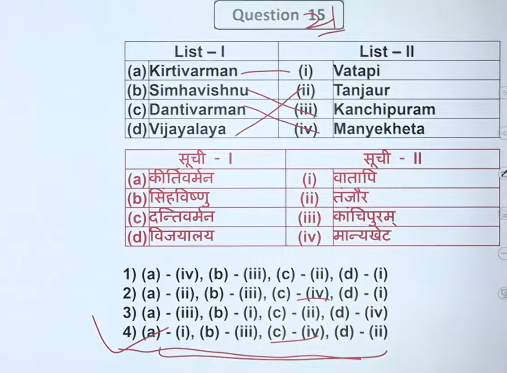 Question 15 21
List – I List – II
(a) Kirtivarman (i) Vatapi
(b) Simhavishnu (ii) Tanjaur
(c) Dantivarman (iii) Kanchipuram
(d) Vijayalaya (iv) Manyekheta
सूची - I सूची - II
(a) कीर्तिवर्मन (i) वातापि
(b) सिंहविष्णु (ii) तंजौर
(c) दन्तिवर्मन (iii) कांचिपुरम्
(d) विजयालय (iv) मान्यखेट
1) (a) - (iv), (b) - (iii), (c) - (ii), (d) - (i)
2) (a) - (ii), (b) - (iii), (c) - (iv), (d) - (i)
3) (a) - (iii), (b) - (i), (c) - (ii), (d) - (iv)
4) (a) - (i), (b) - (iii), (c) - (iv), (d) - (ii)